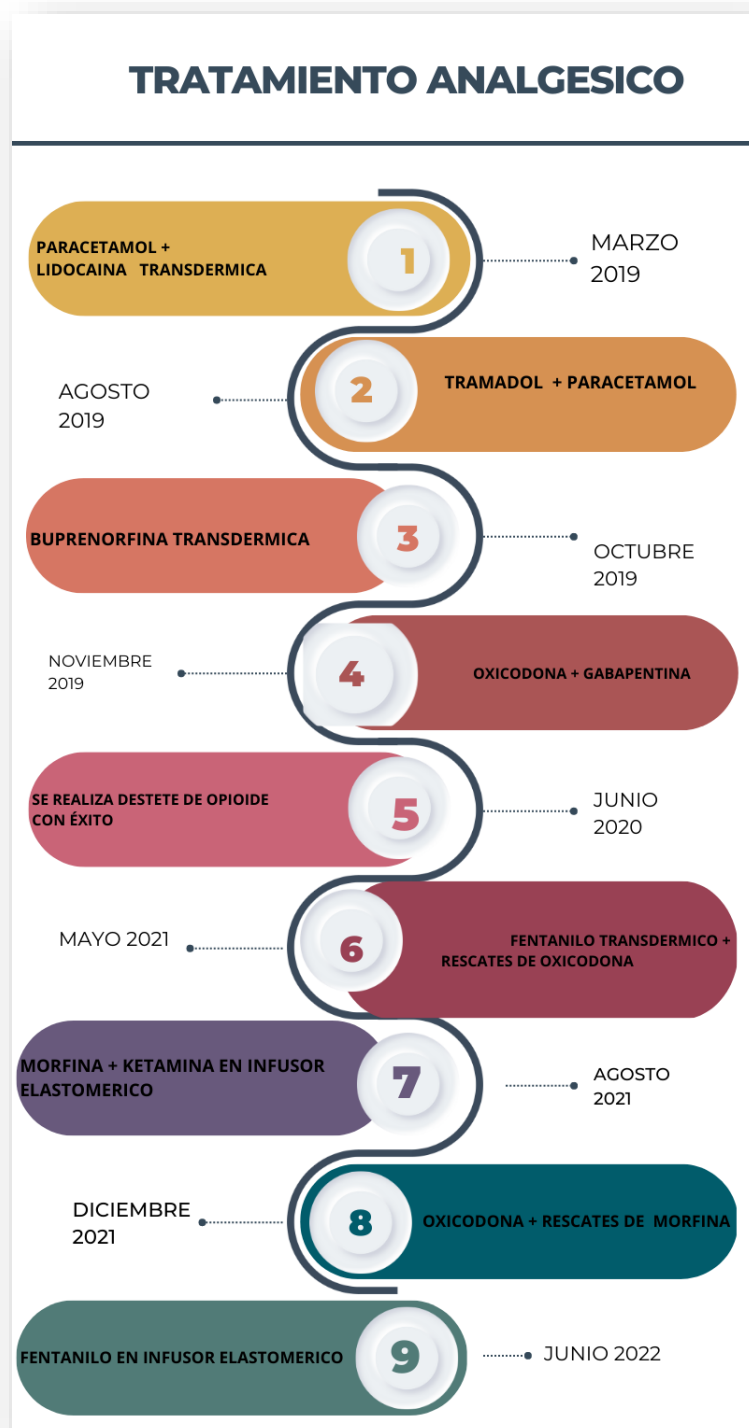 TRATAMIENTO ANALGESICO
PARACETAMOL +
LIDOCAINA TRANSDERMICA
1
MARZO
2019
AGOSTO
2019
2
TRAMADOL + PARACETAMOL
BUPRENORFINA TRANSDERMICA
3
OCTUBRE
2019
NOVIEMBRE
2019
4
OXICODONA + GABAPENTINA
SE REALIZA DESTETE DE OPIOIDE
CON ÉXITO
5
JUNIO
2020
MAYO 2021
6
FENTANILO TRANSDERMICO +
RESCATES DE OXICODONA
MORFINA + KETAMINA EN INFUSOR
ELASTOMERICO
7
AGOSTO
2021
DICIEMBRE
2021
8
OXICODONA + RESCATES DE MORFINA
FENTANILO EN INFUSOR ELASTOMERICO
9
JUNIO 2022